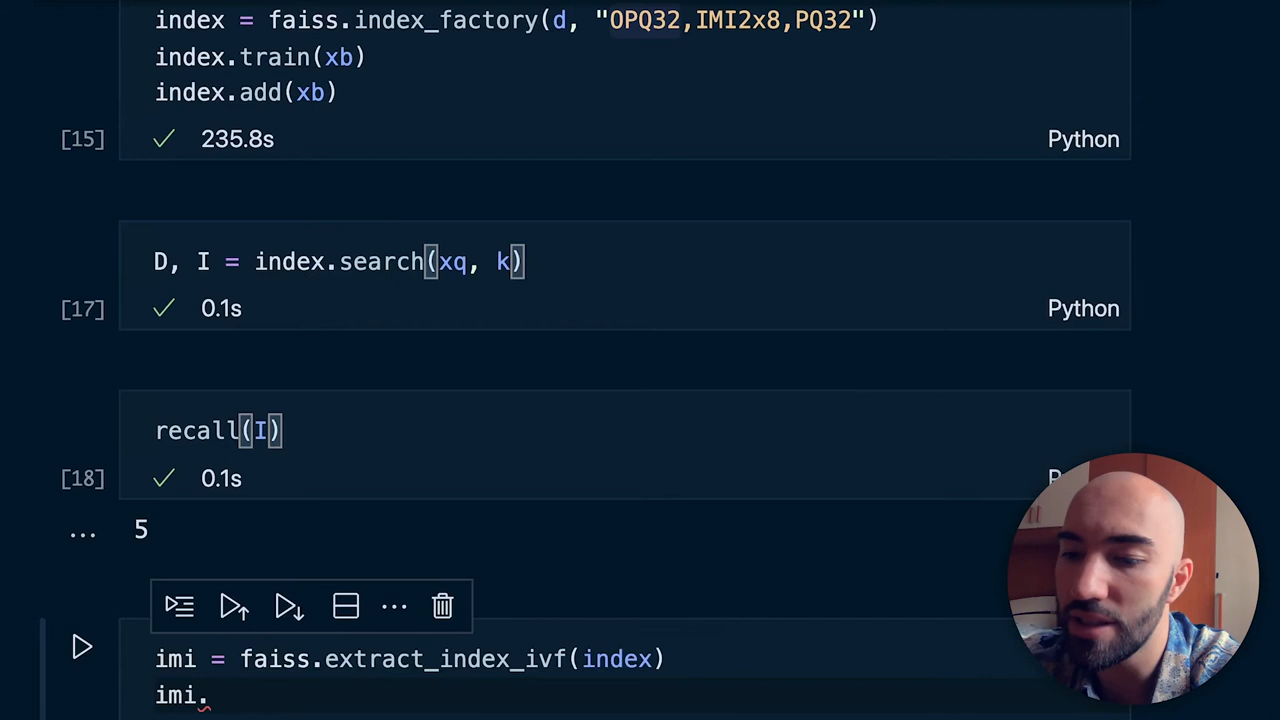 index = faiss.index_factory(d, "OPQ32,IMI2x8,PQ32")
index.train(xb)
index.add(xb)
[15] 235.8s Python
D, I = index.search(xq, k)
[17] 0.1s Python
recall(I)
[18] 0.1s
... 5
imi = faiss.extract_index_ivf(index)
imi.